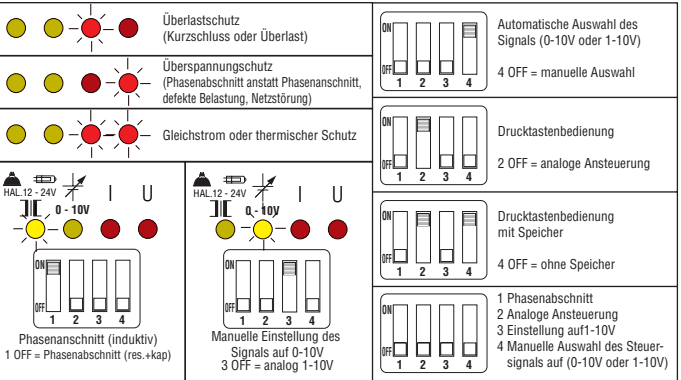 Überlastschutz
(Kurzschluss oder Überlast)
Überspannungschutz
(Phasenabschnitt anstatt Phasenanschnitt,
defekte Belastung, Netzstörung)
Gleichstrom oder thermischer Schutz
HAL.12 - 24V
0 - 10V
I U
ON
OFF
1 2 3 4
Phasenanschnitt (induktiv)
1 OFF = Phasenabschnitt (res.+kap)
HAL.12 - 24V
0 - 10V
I U
ON
OFF
1 2 3 4
Manuelle Einstellung des
Signals auf 0-10V
3 OFF = analog 1-10V
ON
OFF
1 2 3 4
Automatische Auswahl des
Signals (0-10V oder 1-10V)
4 OFF = manuelle Auswahl
ON
OFF
1 2 3 4
Drucktastenbedienung
2 OFF = analoge Ansteuerung
ON
OFF
1 2 3 4
Drucktastenbedienung
mit Speicher
4 OFF = ohne Speicher
ON
OFF
1 2 3 4
1 Phasenabschnitt
2 Analoge Ansteuerung
3 Einstellung auf1-10V
4 Manuelle Auswahl des Steuer-
signals auf (0-10V oder 1-10V)